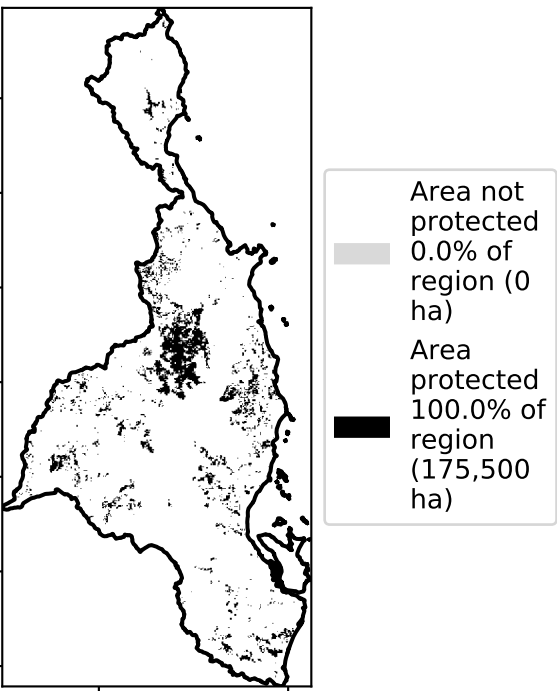 Area not
protected
0.0% of
region (0
ha)
Area
protected
100.0% of
region
(175,500
ha)